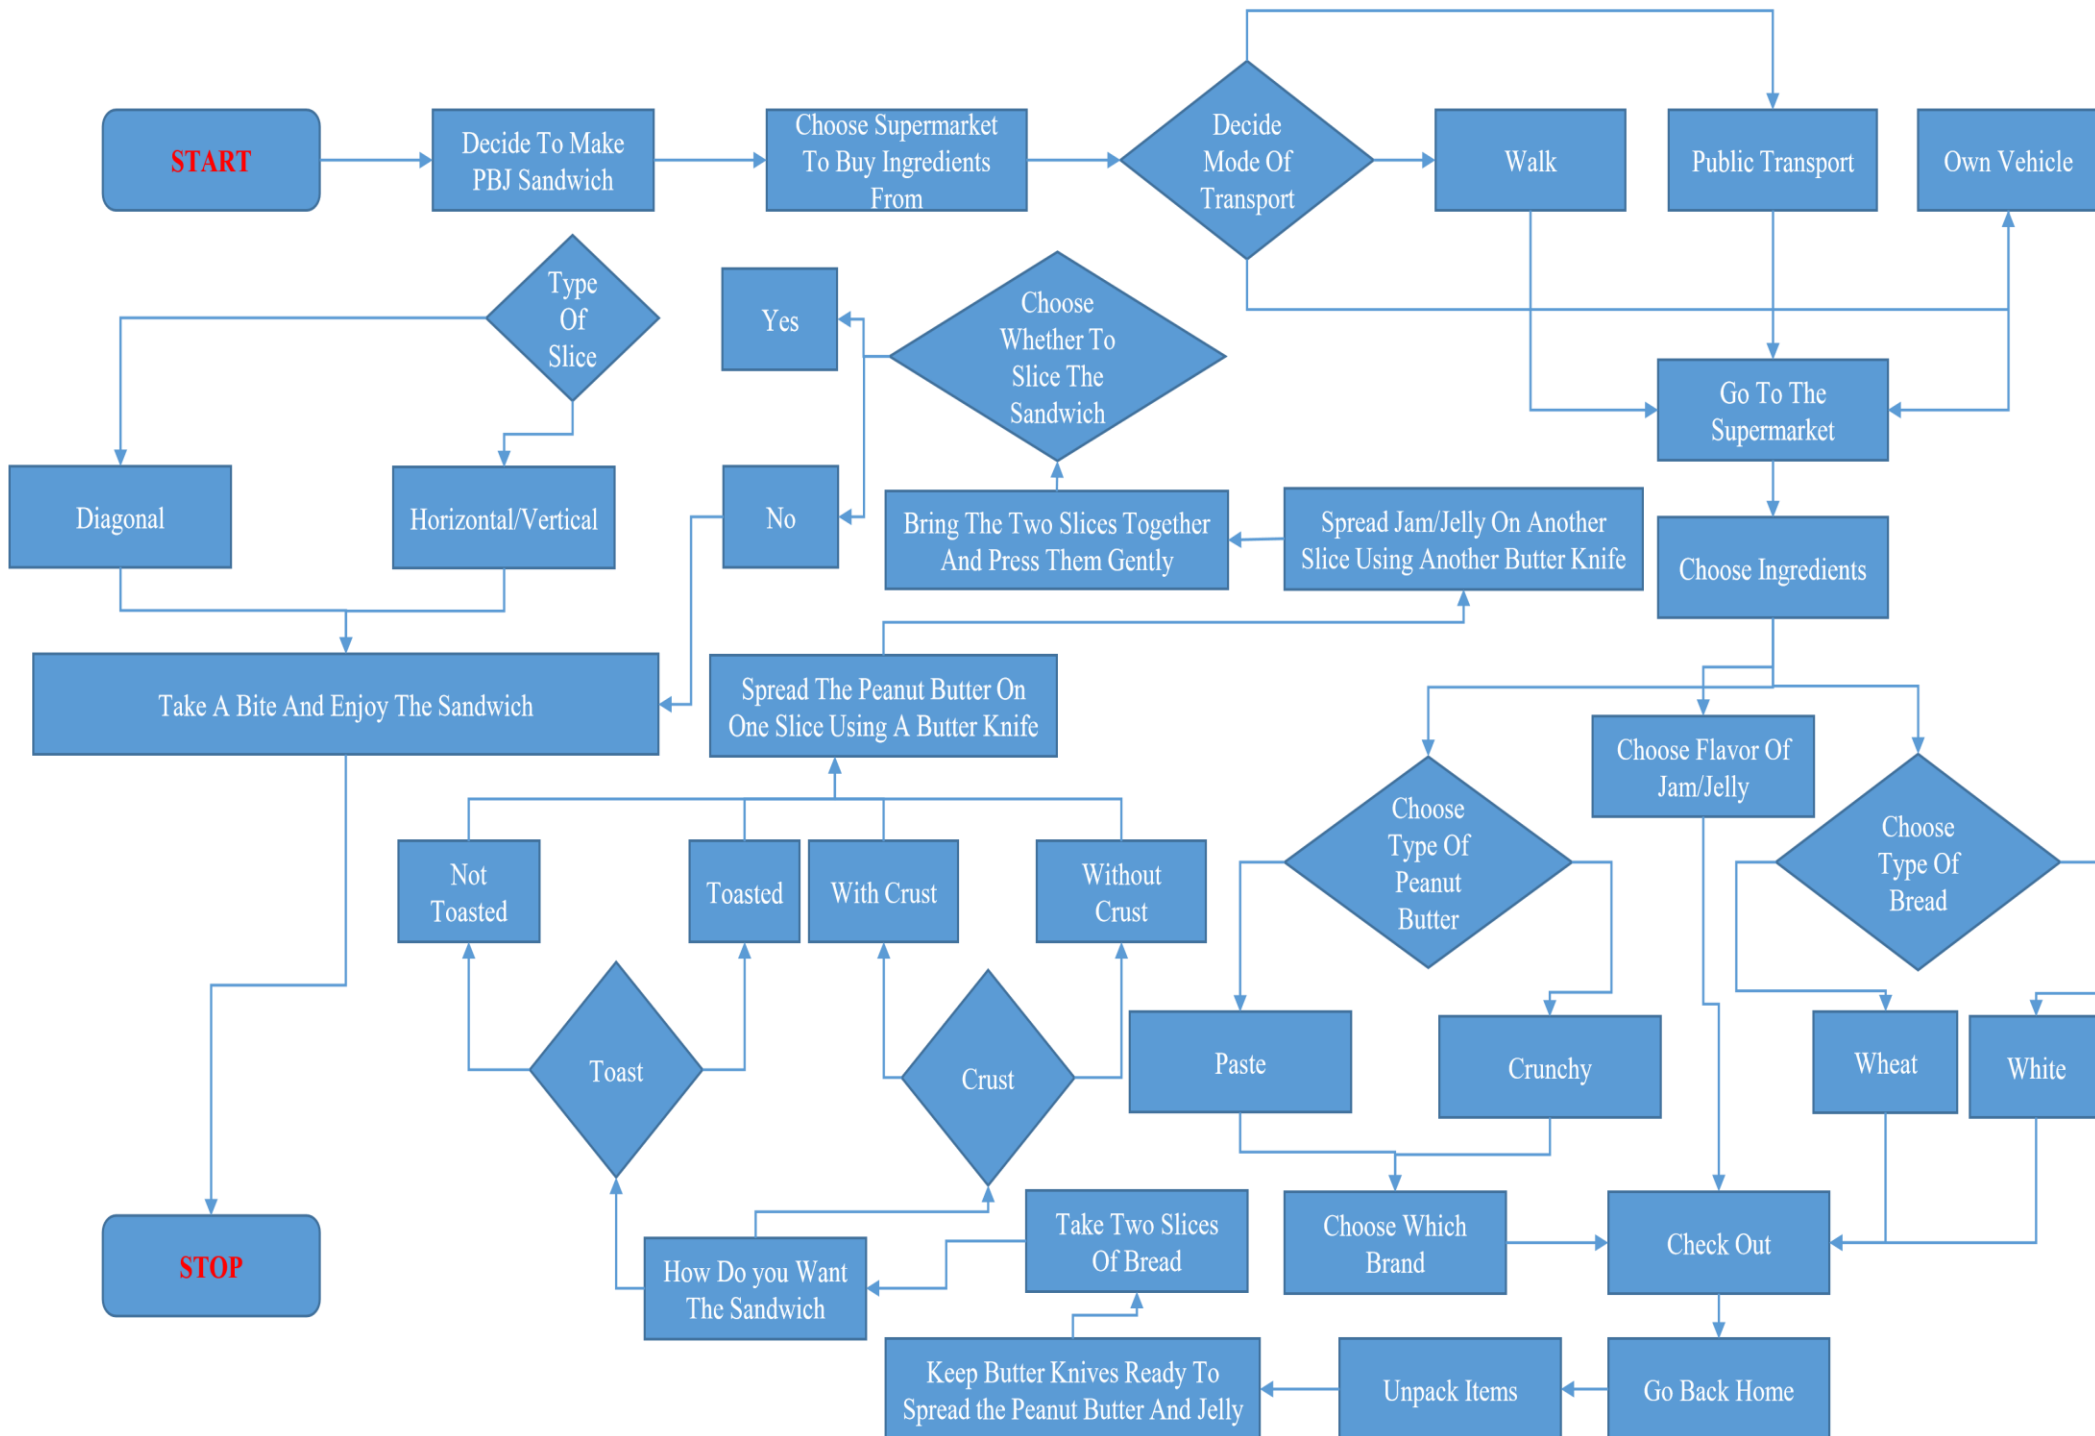 START
Decide To Make
PBJ Sandwich
Choose Supermarket
To Buy Ingredients
From
Decide
Mode Of
Transport
Walk
Public Transport
Own Vehicle
Type
Of
Slice
Yes
Choose
Whether To
Slice The
Sandwich
Go To The
Supermarket
Diagonal
Horizontal/Vertical
No
Bring The Two Slices Together
And Press Them Gently
Spread Jam/Jelly On Another
Slice Using Another Butter Knife
Choose Ingredients
Take A Bite And Enjoy The Sandwich
Spread The Peanut Butter On
One Slice Using A Butter Knife
Choose Flavor Of
Jam/Jelly
Choose
Type Of
Peanut
Butter
Choose
Type Of
Bread
Not
Toasted
Toasted
With Crust
Without
Crust
Toast
Crust
Paste
Crunchy
Wheat
White
STOP
How Do you Want
The Sandwich
Take Two Slices
Of Bread
Choose Which
Brand
Check Out
Keep Butter Knives Ready To
Spread the Peanut Butter And Jelly
Unpack Items
Go Back Home